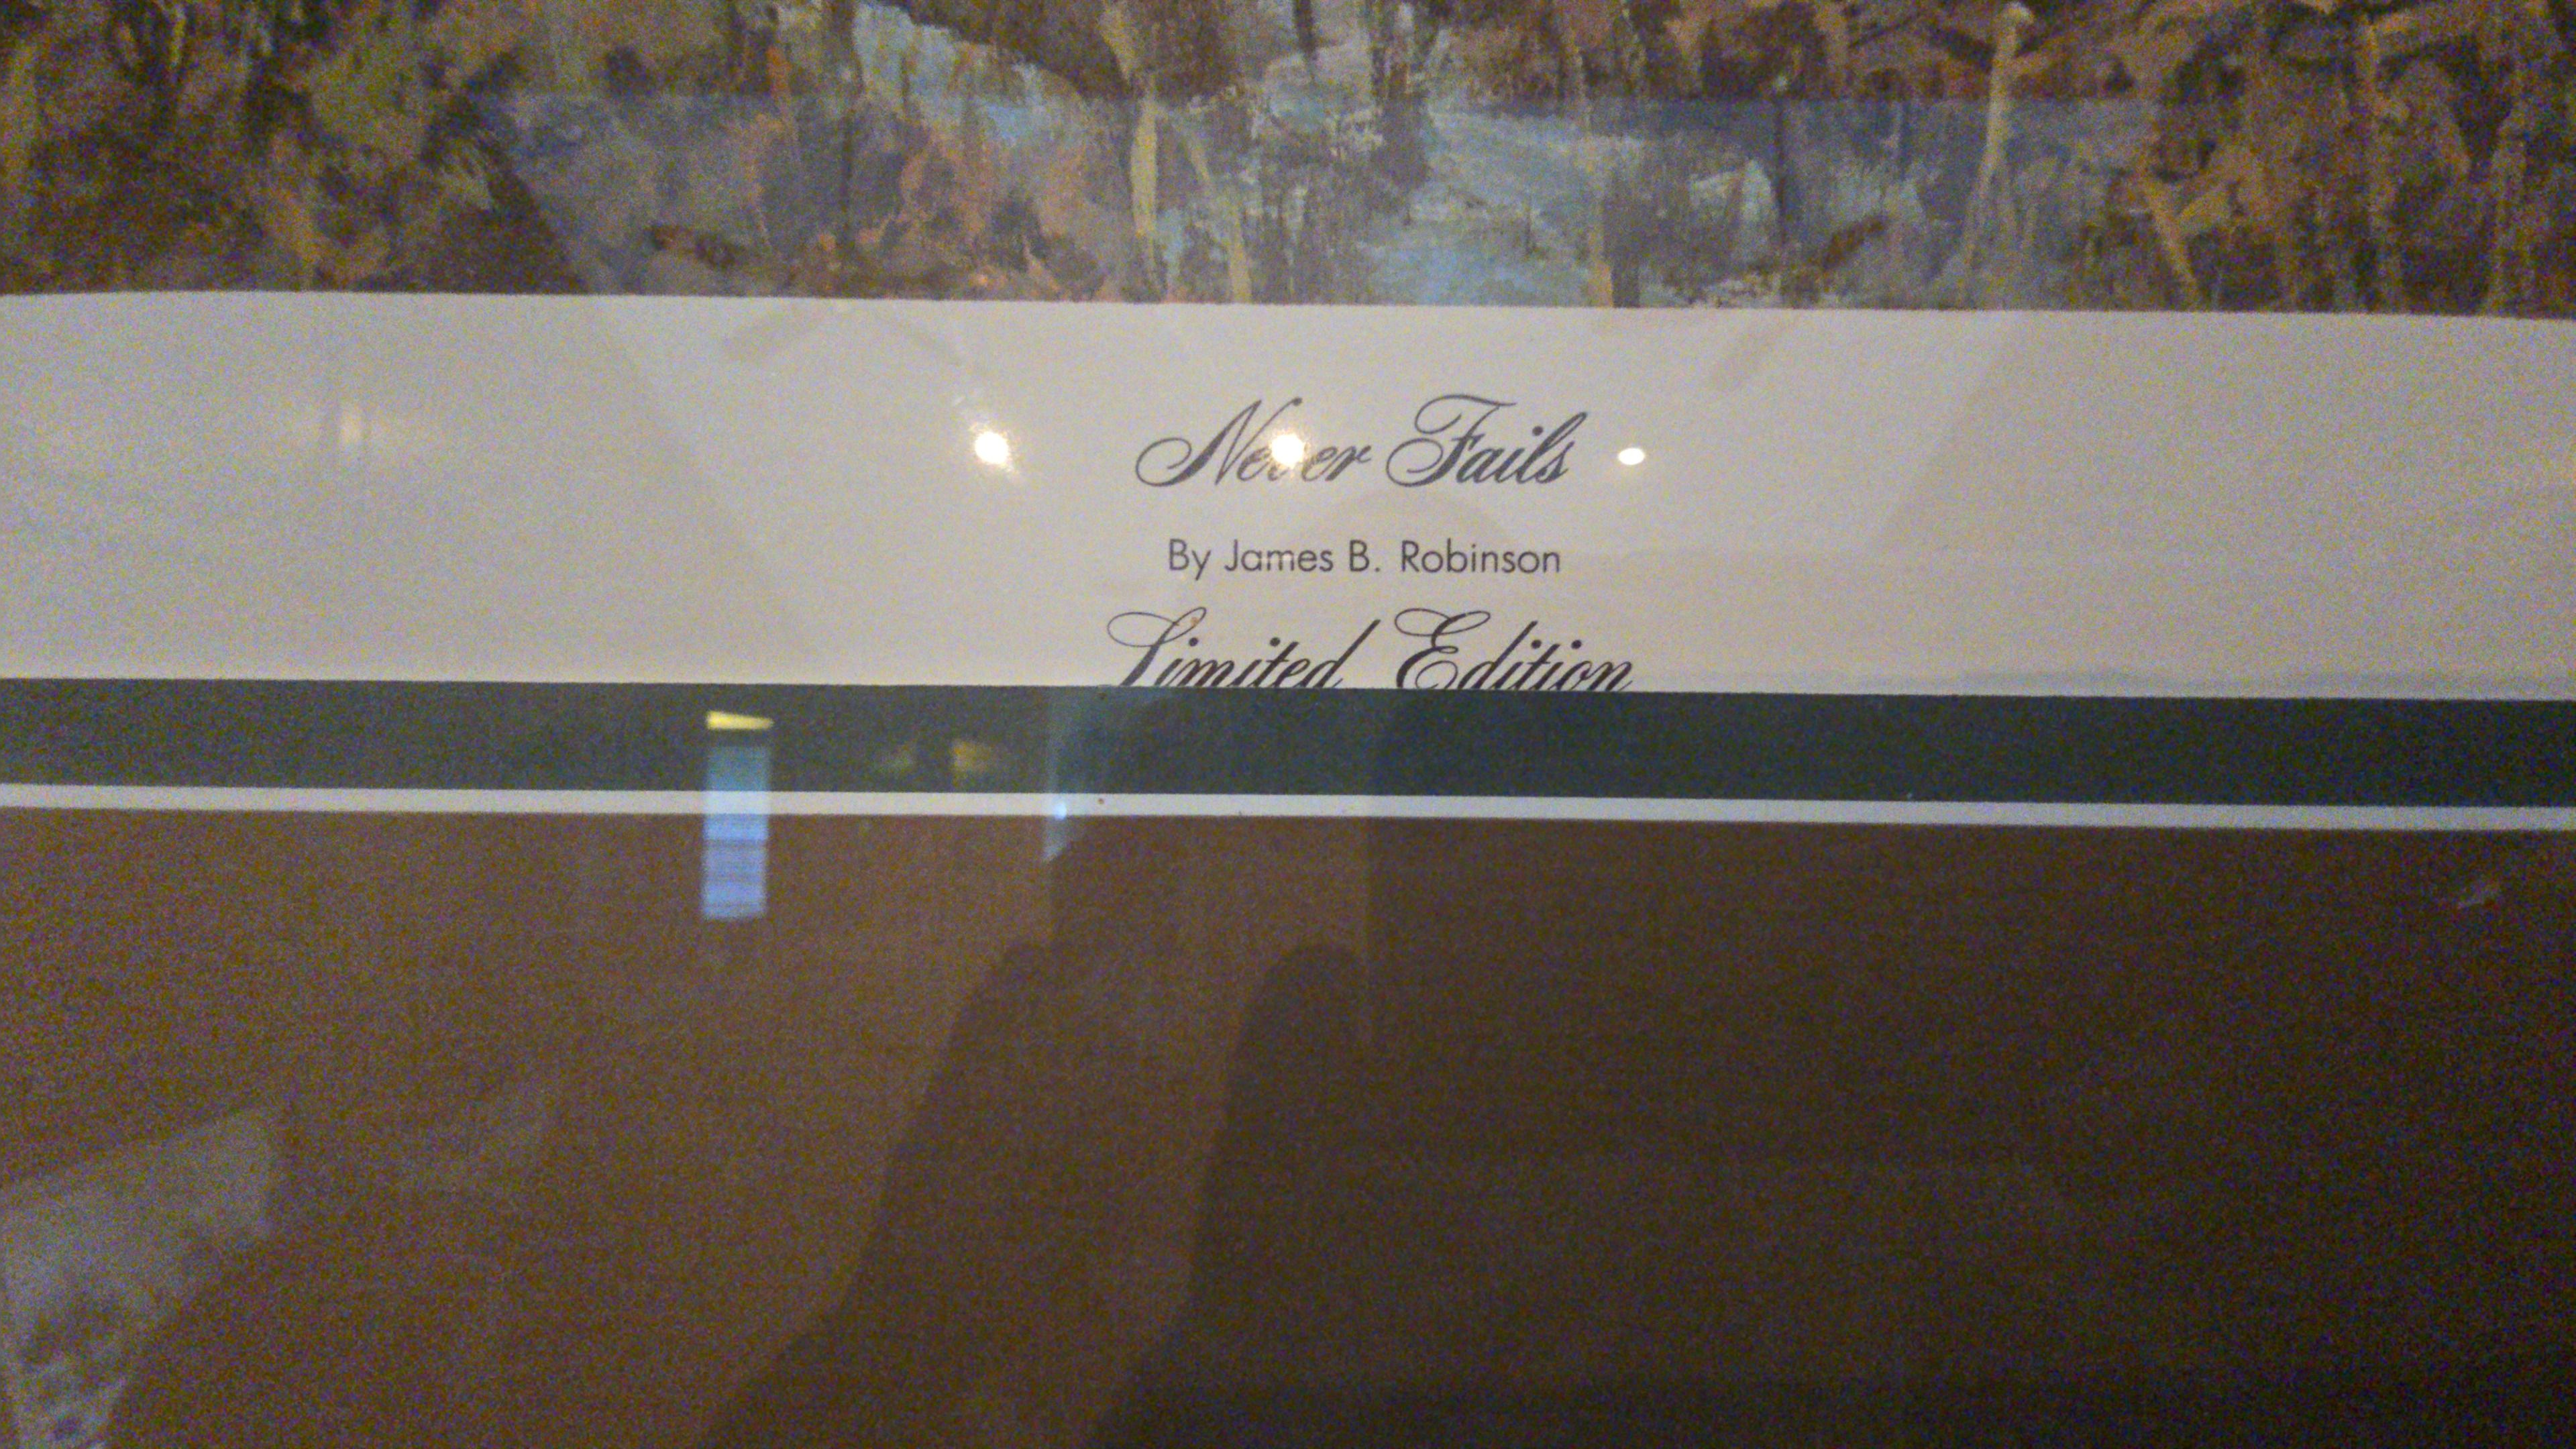 Never Fails
By James B. Robinson
Limited Edition